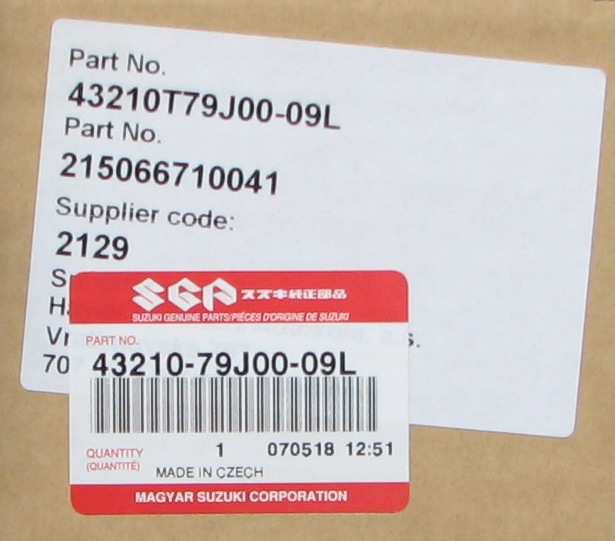 Part No.
43210T79J00-09L
Part No.
215066710041
Supplier code:
2129
707
SGP スズキ純正部品
SUZUKI GENUINE PARTS/PIÈCES D'ORIGINE DE SUZUKI
PART NO.
43210-79J00-09L
QUANTITY 1 070518 12:51
(QUANTITÉ)
MADE IN CZECH
MAGYAR SUZUKI CORPORATION